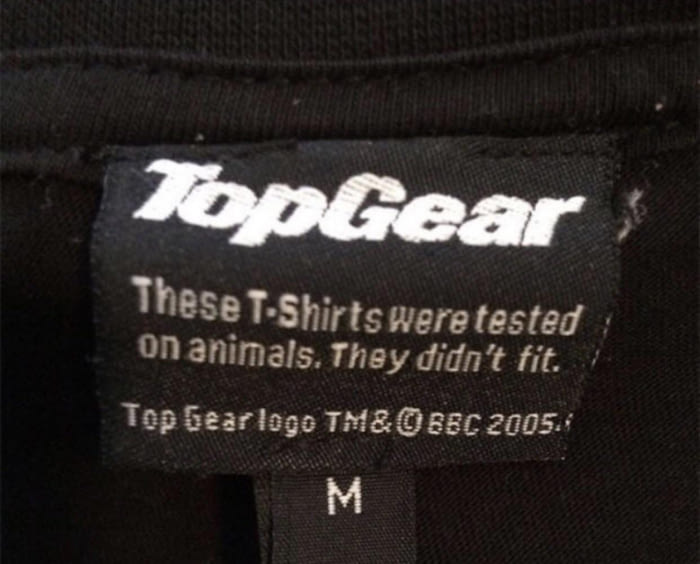 TopGear
These T-Shirts were tested
on animals. They didn't fit.
Top Gear logo TM & © BBC 2005.
M